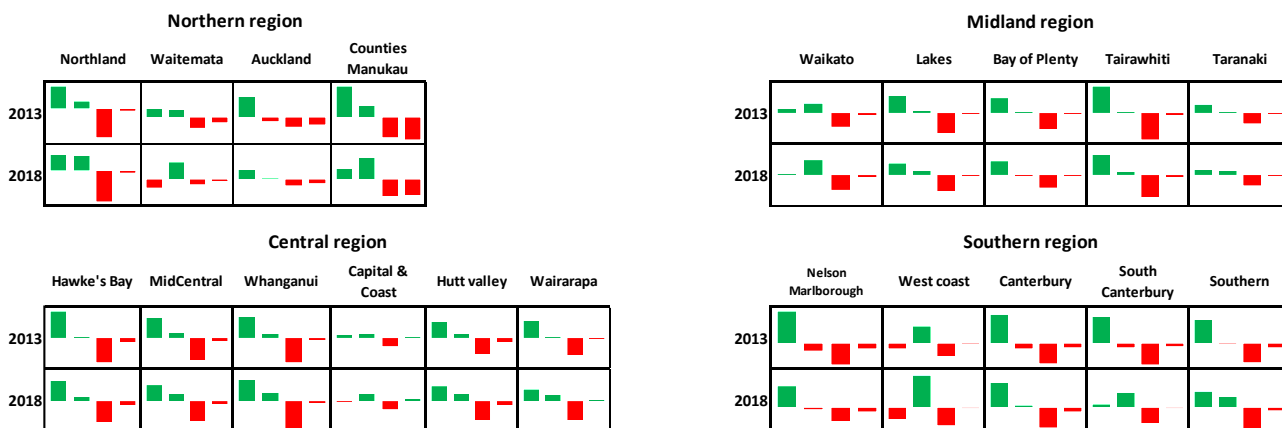 Northern region
Northland Waitemata Auckland Counties Manukau
2013
2018
Midland region
Waikato Lakes Bay of Plenty Tairawhiti Taranaki
2013
2018
Central region
Hawke's Bay MidCentral Whanganui Capital & Coast Hutt valley Wairarapa
2013
2018
Southern region
Nelson Marlborough West coast Canterbury South Canterbury Southern
2013
2018